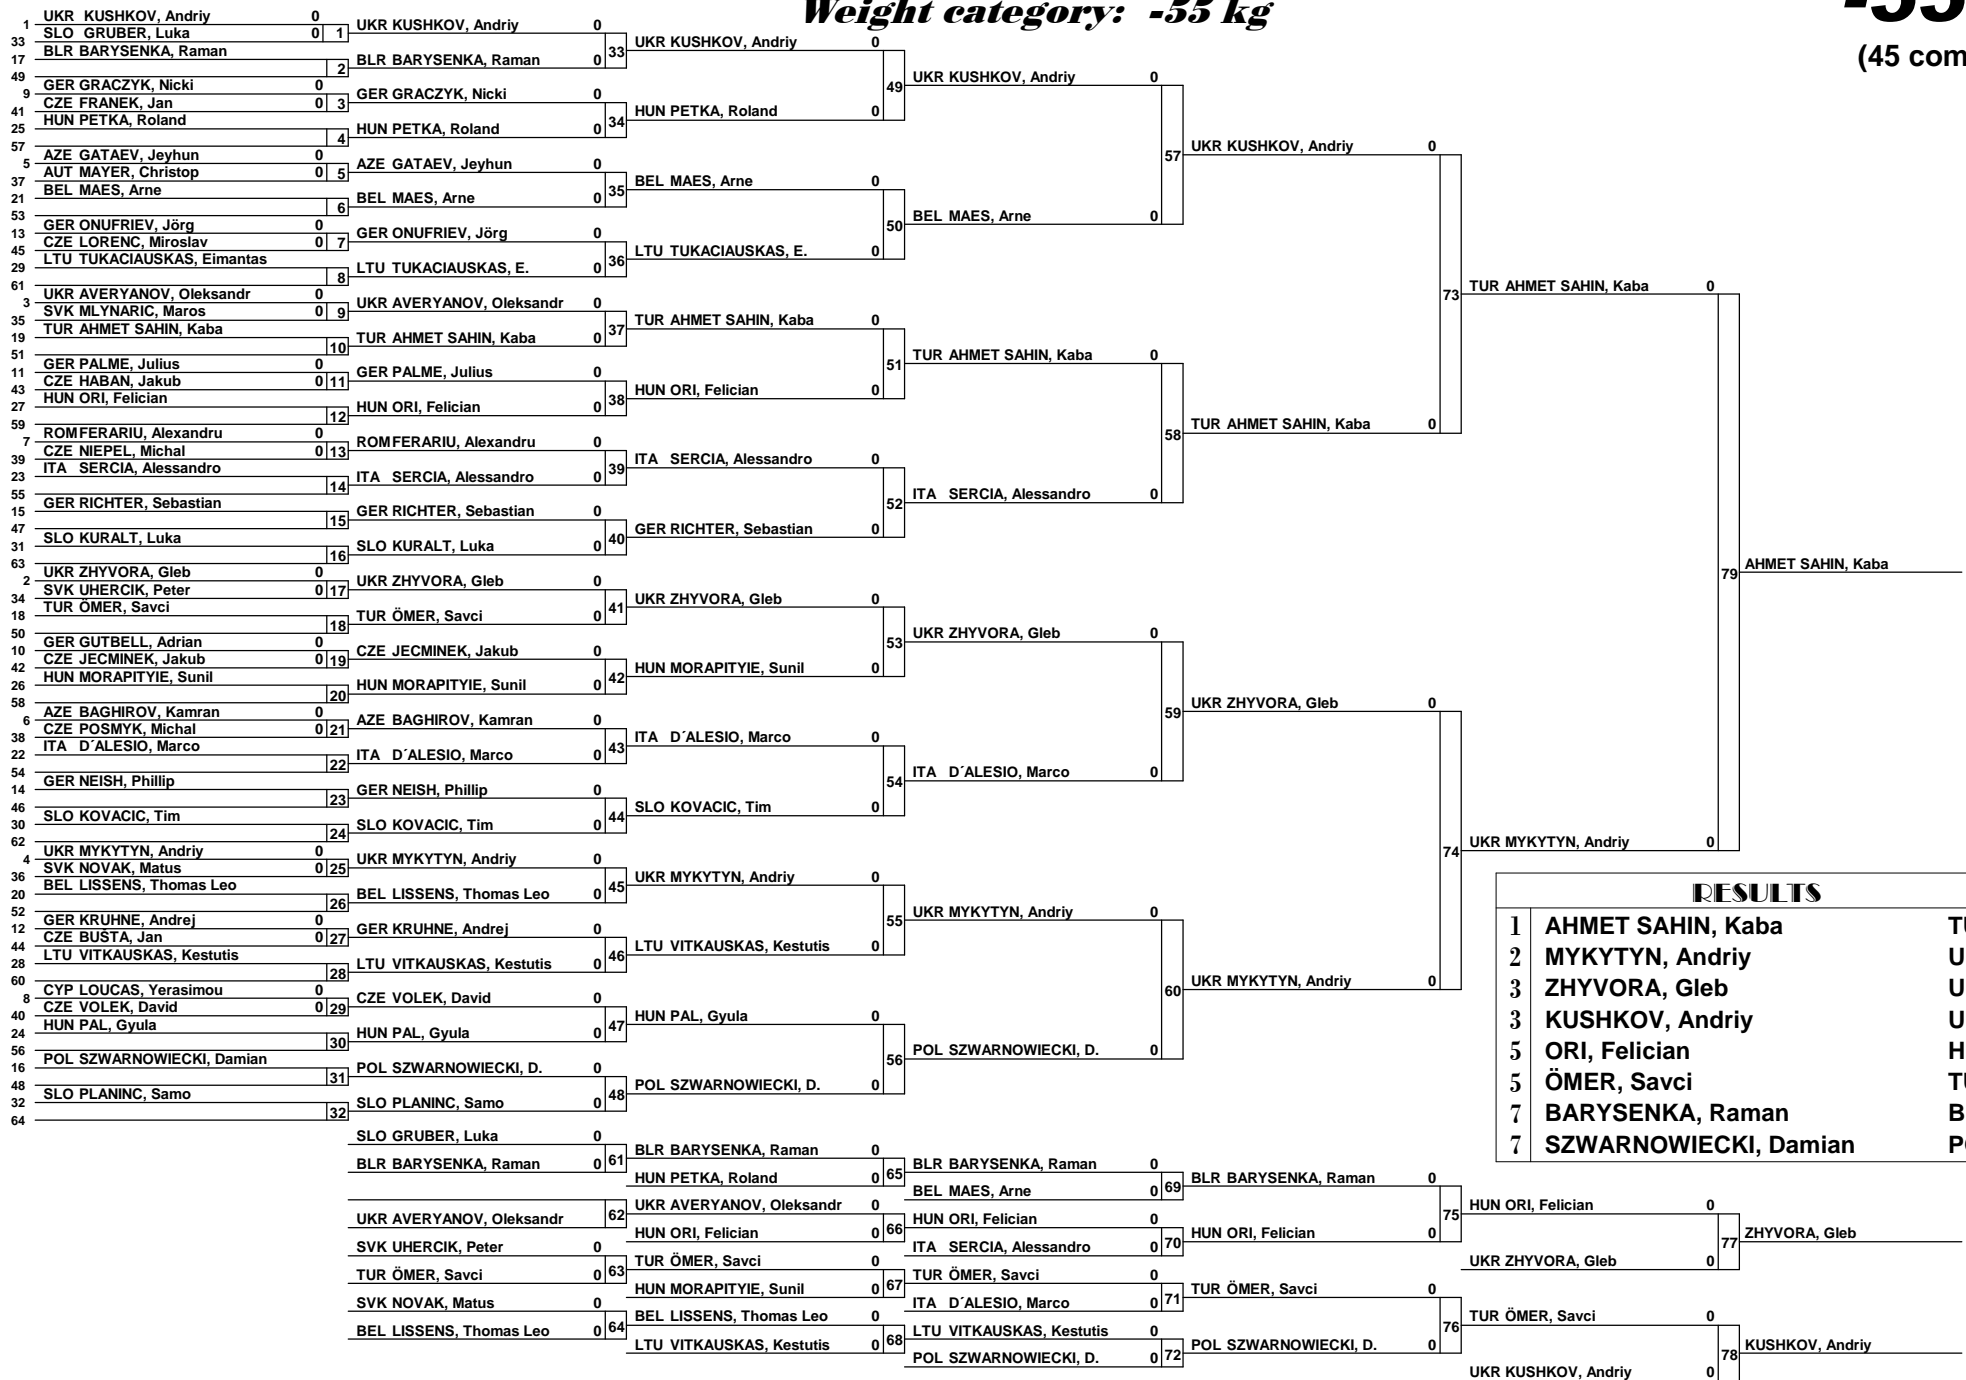 Weight category: -55 kg
-55
(45 com
1 UKR KUSHKOV, Andriy 0
33 SLO GRUBER, Luka 0 1
17 BLR BARYSENKA, Raman
49 2
9 GER GRACZYK, Nicki 0
41 CZE FRANEK, Jan 0 3
25 HUN PETKA, Roland
57 4
5 AZE GATAEV, Jeyhun 0
37 AUT MAYER, Christop 0 5
21 BEL MAES, Arne
53 6
13 GER ONUFRIEV, Jörg 0
45 CZE LORENC, Miroslav 0 7
29 LTU TUKACIAUSKAS, Eimantas
61 8
3 UKR AVERYANOV, Oleksandr 0
35 SVK MLYNARIC, Maros 0 9
19 TUR AHMET SAHIN, Kaba
51 10
11 GER PALME, Julius 0
43 CZE HABAN, Jakub 0 11
27 HUN ORI, Felician
59 12
7 ROM FERARIU, Alexandru 0
39 CZE NIEPEL, Michal 0 13
23 ITA SERCIA, Alessandro
55 14
15 GER RICHTER, Sebastian
47 15
31 SLO KURALT, Luka
63 16
2 UKR ZHYVORA, Gleb 0
34 SVK UHERCIK, Peter 0 17
18 TUR ÖMER, Savci
50 18
10 GER GUTBELL, Adrian 0
42 CZE JECMINEK, Jakub 0 19
26 HUN MORAPITYIE, Sunil
58 20
6 AZE BAGHIROV, Kamran 0
38 CZE POSMYK, Michal 0 21
22 ITA D´ALESIO, Marco
54 22
14 GER NEISH, Phillip
46 23
30 SLO KOVACIC, Tim
62 24
4 UKR MYKYTYN, Andriy 0
36 SVK NOVAK, Matus 0 25
20 BEL LISSENS, Thomas Leo
52 26
12 GER KRUHNE, Andrej 0
44 CZE BUŠTA, Jan 0 27
28 LTU VITKAUSKAS, Kestutis
60 28
8 CYP LOUCAS, Yerasimou 0
40 CZE VOLEK, David 0 29
24 HUN PAL, Gyula
56 30
16 POL SZWARNOWIECKI, Damian
48 31
32 SLO PLANINC, Samo
64 32
UKR KUSHKOV, Andriy 0
BLR BARYSENKA, Raman 0 33
GER GRACZYK, Nicki 0
HUN PETKA, Roland 0 34
AZE GATAEV, Jeyhun 0
BEL MAES, Arne 0 35
GER ONUFRIEV, Jörg 0
LTU TUKACIAUSKAS, E. 0 36
UKR AVERYANOV, Oleksandr 0
TUR AHMET SAHIN, Kaba 0 37
GER PALME, Julius 0
HUN ORI, Felician 0 38
ROM FERARIU, Alexandru 0
ITA SERCIA, Alessandro 0 39
GER RICHTER, Sebastian 0
SLO KURALT, Luka 0 40
UKR ZHYVORA, Gleb 0
TUR ÖMER, Savci 0 41
CZE JECMINEK, Jakub 0
HUN MORAPITYIE, Sunil 0 42
AZE BAGHIROV, Kamran 0
ITA D´ALESIO, Marco 0 43
GER NEISH, Phillip 0
SLO KOVACIC, Tim 0 44
UKR MYKYTYN, Andriy 0
BEL LISSENS, Thomas Leo 0 45
GER KRUHNE, Andrej 0
LTU VITKAUSKAS, Kestutis 0 46
CZE VOLEK, David 0
HUN PAL, Gyula 0 47
POL SZWARNOWIECKI, D. 0
SLO PLANINC, Samo 0 48
UKR KUSHKOV, Andriy 0
HUN PETKA, Roland 0 49
BEL MAES, Arne 0
LTU TUKACIAUSKAS, E. 0 50
TUR AHMET SAHIN, Kaba 0
HUN ORI, Felician 0 51
ITA SERCIA, Alessandro 0
GER RICHTER, Sebastian 0 52
UKR ZHYVORA, Gleb 0
HUN MORAPITYIE, Sunil 0 53
ITA D´ALESIO, Marco 0
SLO KOVACIC, Tim 0 54
UKR MYKYTYN, Andriy 0
LTU VITKAUSKAS, Kestutis 0 55
HUN PAL, Gyula 0
POL SZWARNOWIECKI, D. 0 56
UKR KUSHKOV, Andriy 0
BEL MAES, Arne 0 57
TUR AHMET SAHIN, Kaba 0
ITA SERCIA, Alessandro 0 58
UKR ZHYVORA, Gleb 0
ITA D´ALESIO, Marco 0 59
UKR MYKYTYN, Andriy 0
POL SZWARNOWIECKI, D. 0 60
UKR KUSHKOV, Andriy 0
TUR AHMET SAHIN, Kaba 0 73
UKR ZHYVORA, Gleb 0
UKR MYKYTYN, Andriy 0 74
TUR AHMET SAHIN, Kaba 0
UKR MYKYTYN, Andriy 0 79
AHMET SAHIN, Kaba
RESULTS
1 AHMET SAHIN, Kaba TU
2 MYKYTYN, Andriy U
3 ZHYVORA, Gleb U
3 KUSHKOV, Andriy U
5 ORI, Felician H
5 ÖMER, Savci TU
7 BARYSENKA, Raman B
7 SZWARNOWIECKI, Damian PO
SLO GRUBER, Luka 0
BLR BARYSENKA, Raman 0 61
UKR AVERYANOV, Oleksandr 62
SVK UHERCIK, Peter 0
TUR ÖMER, Savci 0 63
SVK NOVAK, Matus 0
BEL LISSENS, Thomas Leo 0 64
BLR BARYSENKA, Raman 0
HUN PETKA, Roland 0 65
UKR AVERYANOV, Oleksandr 0
HUN ORI, Felician 0 66
TUR ÖMER, Savci 0
HUN MORAPITYIE, Sunil 0 67
BEL LISSENS, Thomas Leo 0
LTU VITKAUSKAS, Kestutis 0 68
BLR BARYSENKA, Raman 0
BEL MAES, Arne 0 69
HUN ORI, Felician 0
ITA SERCIA, Alessandro 0 70
TUR ÖMER, Savci 0
ITA D´ALESIO, Marco 0 71
LTU VITKAUSKAS, Kestutis 0
POL SZWARNOWIECKI, D. 0 72
BLR BARYSENKA, Raman 0
HUN ORI, Felician 0 75
TUR ÖMER, Savci 0
POL SZWARNOWIECKI, D. 0 76
HUN ORI, Felician 0
UKR ZHYVORA, Gleb 0 77
TUR ÖMER, Savci 0
UKR KUSHKOV, Andriy 0 78
ZHYVORA, Gleb
KUSHKOV, Andriy